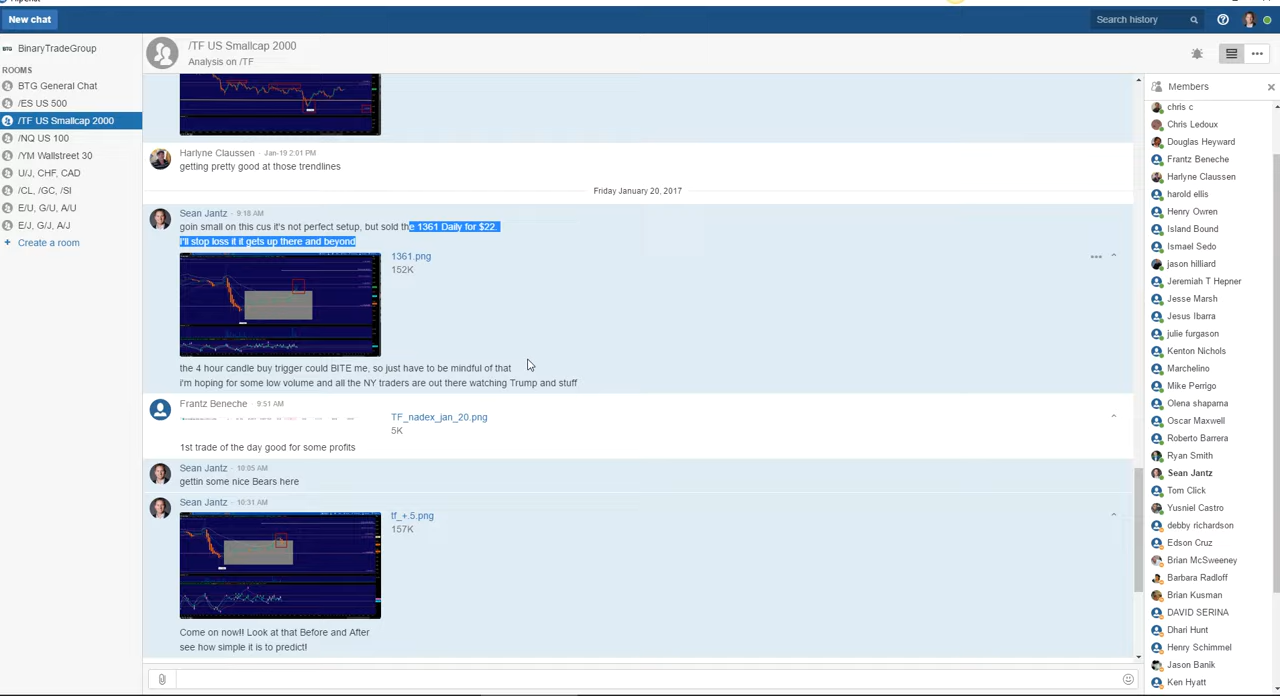 New chat
Search history
BinaryTradeGroup
ROOMS
BTG General Chat
/ES US 500
/TF US Smallcap 2000
/NQ US 100
/YM Wallstreet 30
U/J, CHF, CAD
/CL, /GC, /SI
E/U, G/U, A/U
E/J, G/J, A/J
+ Create a room
/TF US Smallcap 2000
Analysis on /TF
Harlyne Claussen · Jan-19 2:01 PM
getting pretty good at those trendlines
Friday January 20, 2017
Sean Jantz · 9:18 AM
goin small on this cus it's not perfect setup, but sold the 1361 Daily for $22.
I'll stop loss it it gets up there and beyond
1361.png
152K
the 4 hour candle buy trigger could BITE me, so just have to be mindful of that
i'm hoping for some low volume and all the NY traders are out there watching Trump and stuff
Frantz Beneche · 9:51 AM
TF_nadex_jan_20.png
5K
1st trade of the day good for some profits
Sean Jantz · 10:05 AM
gettin some nice Bears here
Sean Jantz · 10:31 AM
tf_+.5.png
157K
Come on now!! Look at that Before and After
see how simple it is to predict!
Members
chris c
Chris Ledoux
Douglas Heyward
Frantz Beneche
Harlyne Claussen
harold ellis
Henry Owren
Island Bound
Ismael Sedo
jason hilliard
Jeremiah T Hepner
Jesse Marsh
Jesus Ibarra
julie furgason
Kenton Nichols
Marchelino
Mike Perrigo
Olena shapama
Oscar Maxwell
Roberto Barrera
Ryan Smith
Sean Jantz
Tom Click
Yusniel Castro
debby richardson
Edson Cruz
Brian McSweeney
Barbara Radloff
Brian Kusman
DAVID SERINA
Dhari Hunt
Henry Schimmel
Jason Banik
Ken Hyatt